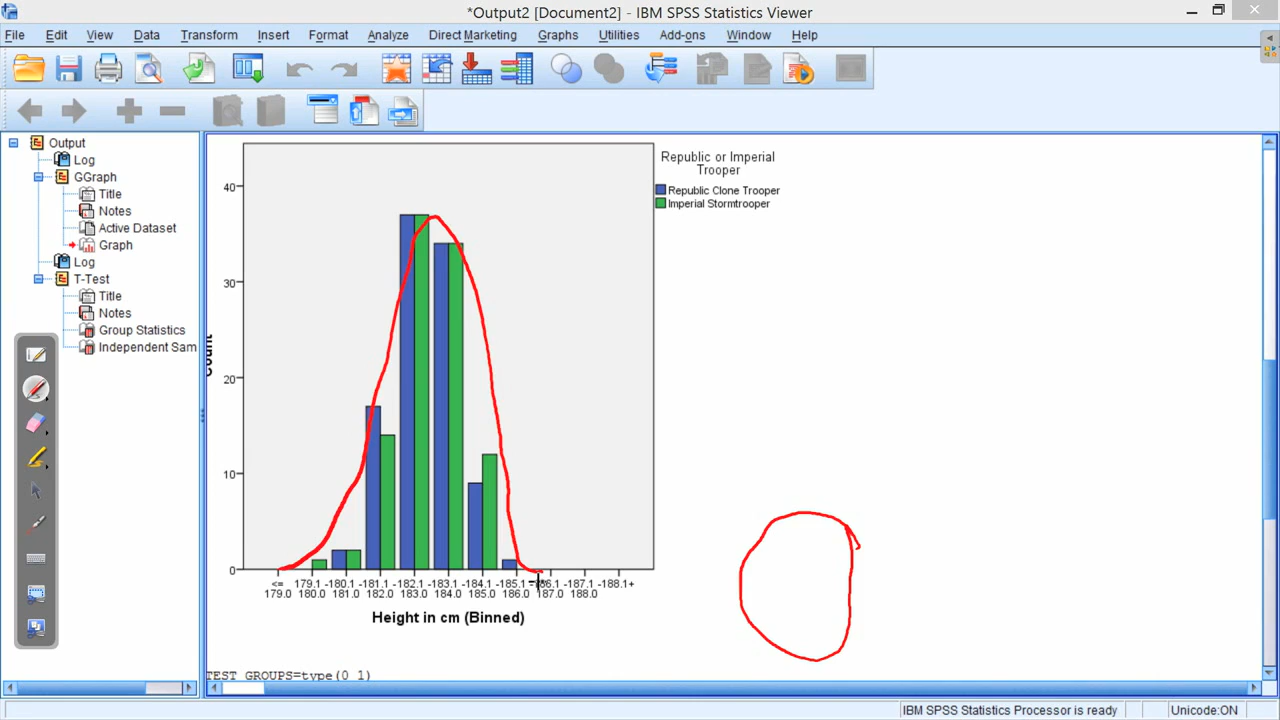 *Output2 [Document2] - IBM SPSS Statistics Viewer
File Edit View Data Transform Insert Format Analyze Direct Marketing Graphs Utilities Add-ons Window Help
Output
Log
GGraph
Title
Notes
Active Dataset
Graph
Log
T-Test
Title
Notes
Group Statistics
Independent Sam
Republic or Imperial
Trooper
Republic Clone Trooper
Imperial Stormtrooper
Count
40
30
20
10
0
<= 179.1 -180.1 -181.1 -182.1 -183.1 -184.1 -185.1 -186.1 -187.1 -188.1+
179.0 180.0 181.0 182.0 183.0 184.0 185.0 186.0 187.0 188.0
Height in cm (Binned)
TEST GROUPS=type(0 1)
IBM SPSS Statistics Processor is ready
Unicode:ON